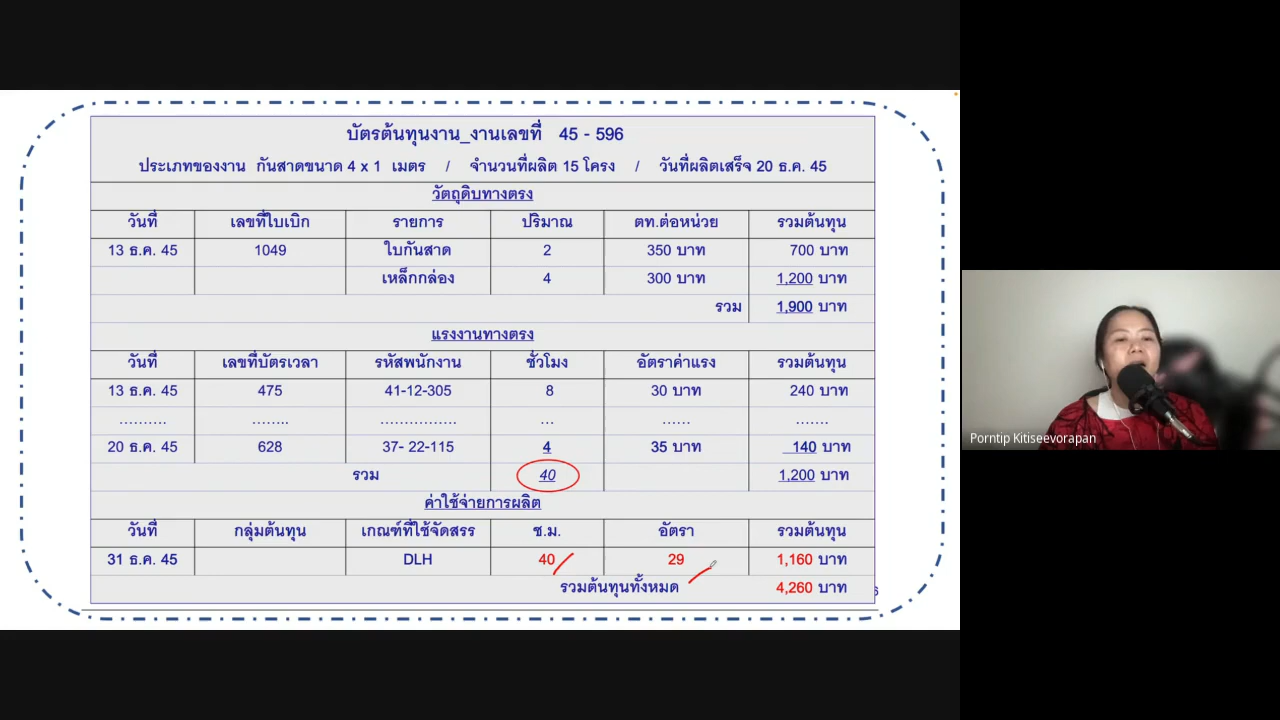 บัตรต้นทุนงาน_งานเลขที่ 45 - 596
ประเภทของงาน กันสาดขนาด 4 x 1 เมตร / จำนวนที่ผลิต 15 โครง / วันที่ผลิตเสร็จ 20 ธ.ค. 45
วัตถุดิบทางตรง
วันที่ เลขที่ใบเบิก รายการ ปริมาณ ตท.ต่อหน่วย รวมต้นทุน
13 ธ.ค. 45 1049 ใบกันสาด 2 350 บาท 700 บาท
เหล็กกล่อง 4 300 บาท 1,200 บาท
รวม 1,900 บาท
แรงงานทางตรง
วันที่ เลขที่บัตรเวลา รหัสพนักงาน ชั่วโมง อัตราค่าแรง รวมต้นทุน
13 ธ.ค. 45 475 41-12-305 8 30 บาท 240 บาท
.......... ........ ................ ... ...... .......
20 ธ.ค. 45 628 37- 22-115 4 35 บาท 140 บาท
รวม 40 1,200 บาท
ค่าใช้จ่ายการผลิต
วันที่ กลุ่มต้นทุน เกณฑ์ที่ใช้จัดสรร ช.ม. อัตรา รวมต้นทุน
31 ธ.ค. 45 DLH 40 29 1,160 บาท
รวมต้นทุนทั้งหมด 4,260 บาท
Porntip Kitiseevorapan